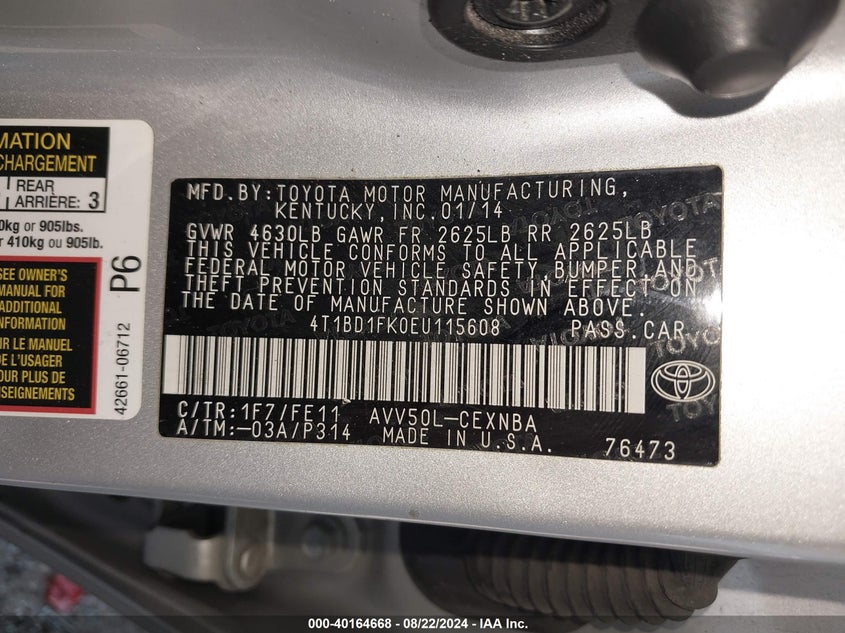 MATION
CHARGEMENT
REAR
ARRIÈRE: 3
0kg or 905lbs.
r 410kg ou 905lb.
SEE OWNER'S
MANUAL FOR
ADDITIONAL
INFORMATION
LE MANUEL
DE L'USAGER
POUR PLUS DE
NSEIGNEMENTS
P6
42661-06712
MFD.BY:TOYOTA MOTOR MANUFACTURING,
KENTUCKY,INC.01/14
GVWR 4630LB GAWR FR 2625LB RR 2625LB
THIS VEHICLE CONFORMS TO ALL APPLICABLE
FEDERAL MOTOR VEHICLE SAFETY,BUMPER,AND
THEFT PREVENTION STANDARDS IN EFFECT ON
THE DATE OF MANUFACTURE SHOWN ABOVE.
4T1BD1FK0EU115608 PASS.CAR
C/TR:1F7/FE11 AVV50L-CEXNBA
A/TM:-03A/P314 MADE IN U.S.A. 76473
000-40164668 - 08/22/2024 - IAA Inc.